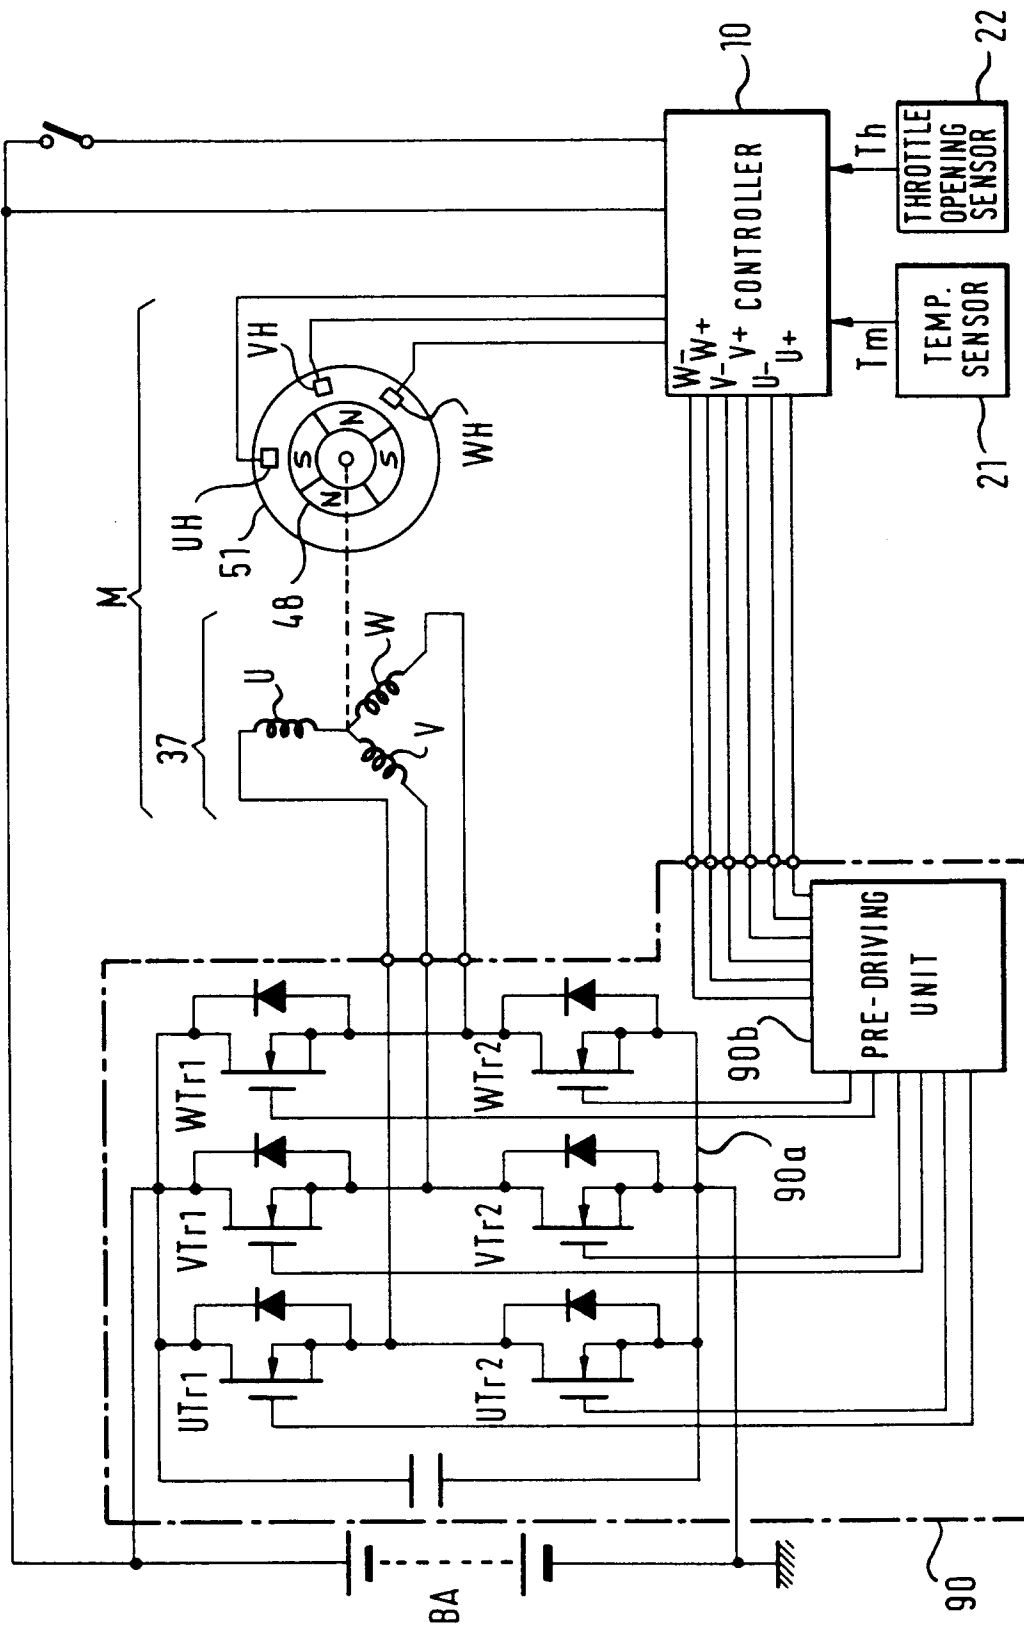 M
37
U
V
W
UH
VH
WH
51
48
S
N
S
N
10
CONTROLLER
W-
W+
V-
V+
U-
U+
Tm
Th
TEMP.
SENSOR
21
THROTTLE
OPENING
SENSOR
22
UTr1
VTr1
WTr1
UTr2
VTr2
WTr2
90a
90b
PRE-DRIVING
UNIT
BA
90